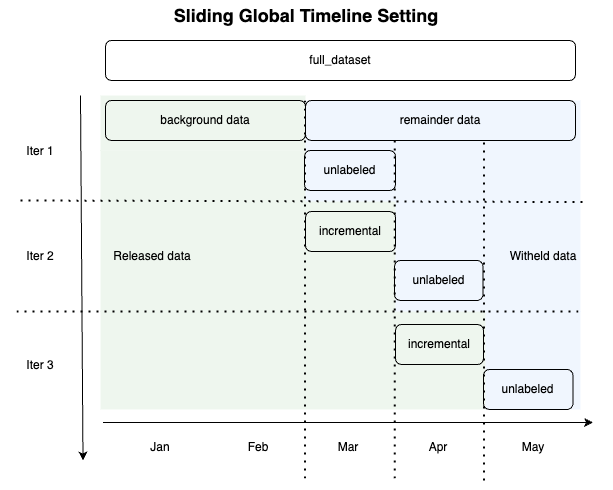 Sliding Global Timeline Setting
full_dataset
background data
remainder data
Iter 1
unlabeled
incremental
Iter 2
Released data
Witheld data
unlabeled
incremental
Iter 3
unlabeled
Jan Feb Mar Apr May